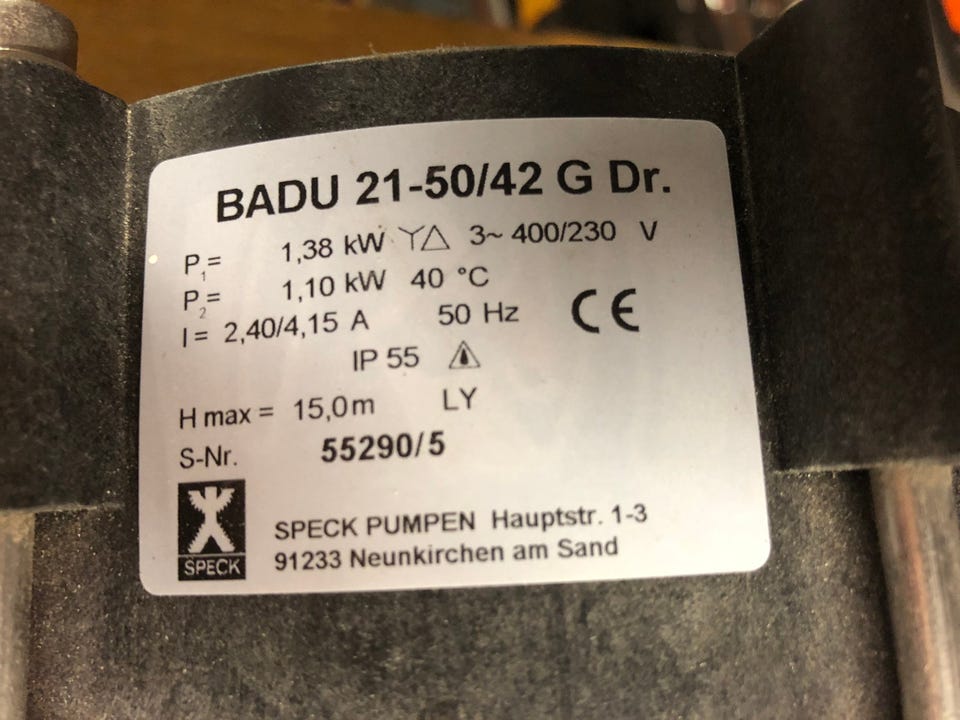 BADU 21-50/42 G Dr.
P₁= 1,38 kW Y△ 3~ 400/230 V
P₂= 1,10 kW 40 °C
I= 2,40/4,15 A 50 Hz CE
IP 55
H max = 15,0m LY
S-Nr. 55290/5
SPECK PUMPEN Hauptstr. 1-3
91233 Neunkirchen am Sand
SPECK